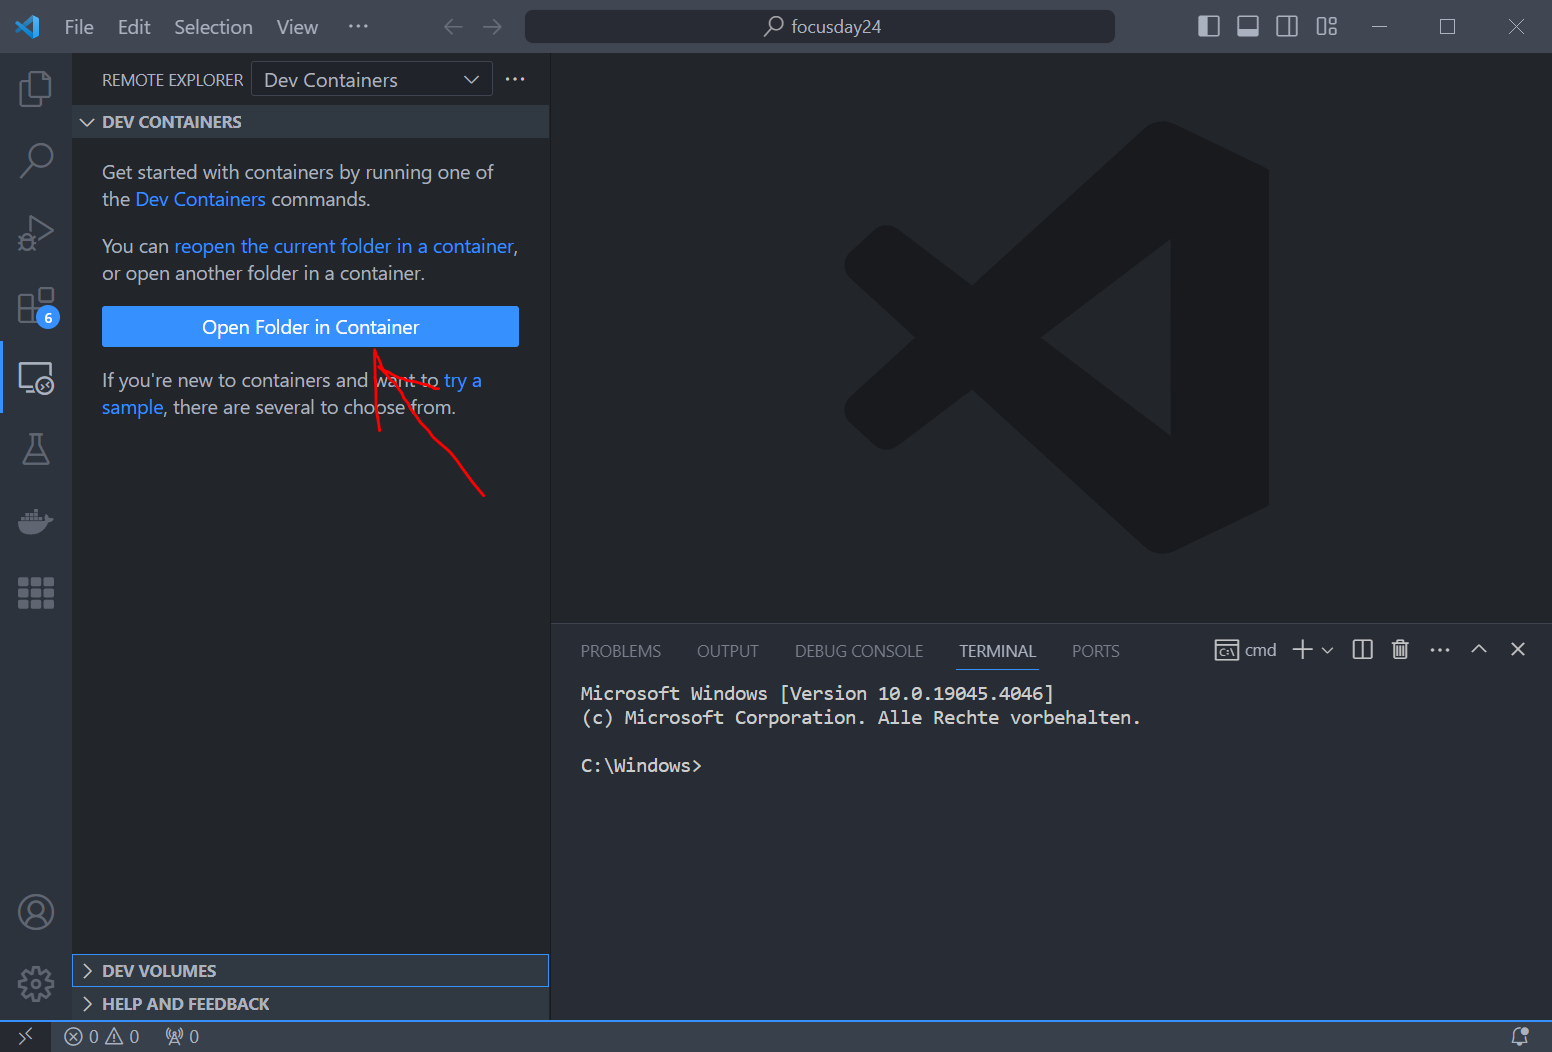 File Edit Selection View ···
focusday24
REMOTE EXPLORER Dev Containers ···
DEV CONTAINERS
Get started with containers by running one of
the Dev Containers commands.
You can reopen the current folder in a container,
or open another folder in a container.
6
Open Folder in Container
If you're new to containers and want to try a
sample, there are several to choose from.
PROBLEMS OUTPUT DEBUG CONSOLE TERMINAL PORTS cmd
Microsoft Windows [Version 10.0.19045.4046]
(c) Microsoft Corporation. Alle Rechte vorbehalten.
C:\Windows>
DEV VOLUMES
HELP AND FEEDBACK
0 0 0